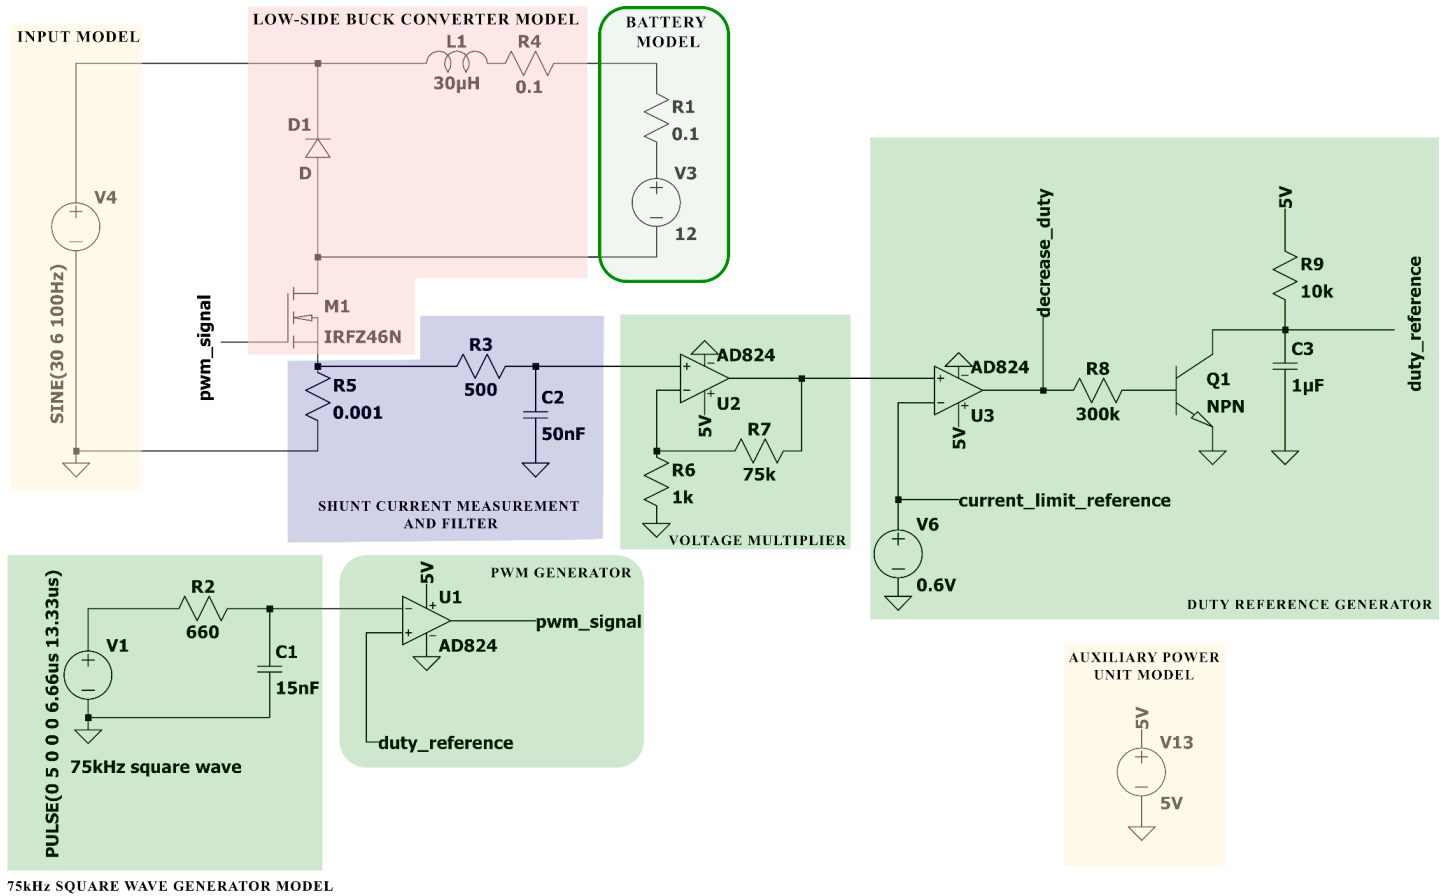 INPUT MODEL
LOW-SIDE BUCK CONVERTER MODEL
BATTERY
MODEL
V4
SINE(30 6 100Hz)
L1
30µH
R4
0.1
D1
D
M1
IRFZ46N
pwm_signal
R1
0.1
V3
12
R5
0.001
R3
500
C2
50nF
SHUNT CURRENT MEASUREMENT
AND FILTER
AD824
U2
5V
R7
75k
R6
1k
VOLTAGE MULTIPLIER
decrease_duty
AD824
U3
5V
R8
300k
Q1
NPN
5V
R9
10k
C3
1µF
duty_reference
current_limit_reference
V6
0.6V
DUTY REFERENCE GENERATOR
PULSE(0 5 0 0 0 6.66us 13.33us)
V1
R2
660
C1
15nF
75kHz square wave
75kHz SQUARE WAVE GENERATOR MODEL
PWM GENERATOR
5V
U1
AD824
pwm_signal
duty_reference
AUXILIARY POWER
UNIT MODEL
5V
V13
5V